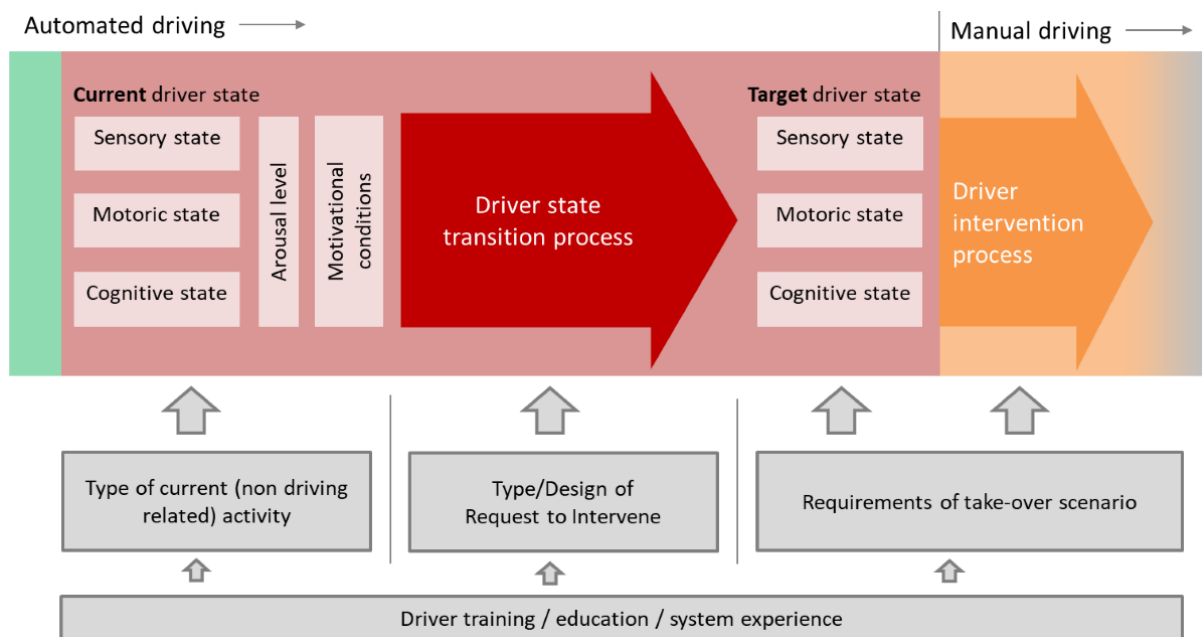 Automated driving
Manual driving
Current driver state
Sensory state
Motoric state
Cognitive state
Arousal level
Motivational
conditions
Driver state
transition process
Target driver state
Sensory state
Motoric state
Cognitive state
Driver
intervention
process
Type of current (non driving
related) activity
Type/Design of
Request to Intervene
Requirements of take-over scenario
Driver training / education / system experience